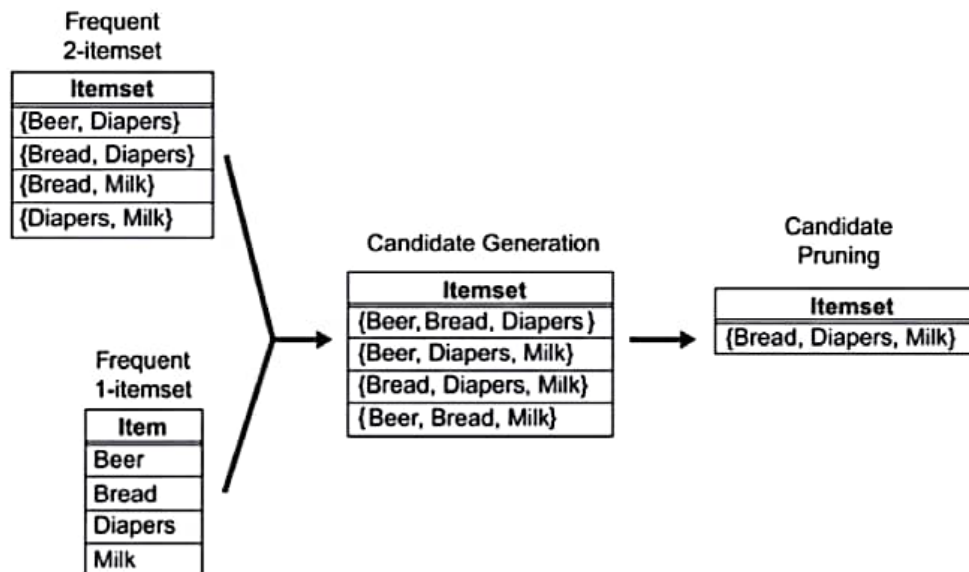 Frequent
2-itemset
Itemset
{Beer, Diapers}
{Bread, Diapers}
{Bread, Milk}
{Diapers, Milk}
Frequent
1-itemset
Item
Beer
Bread
Diapers
Milk
Candidate Generation
Itemset
{Beer, Bread, Diapers}
{Beer, Diapers, Milk}
{Bread, Diapers, Milk}
{Beer, Bread, Milk}
Candidate
Pruning
Itemset
{Bread, Diapers, Milk}